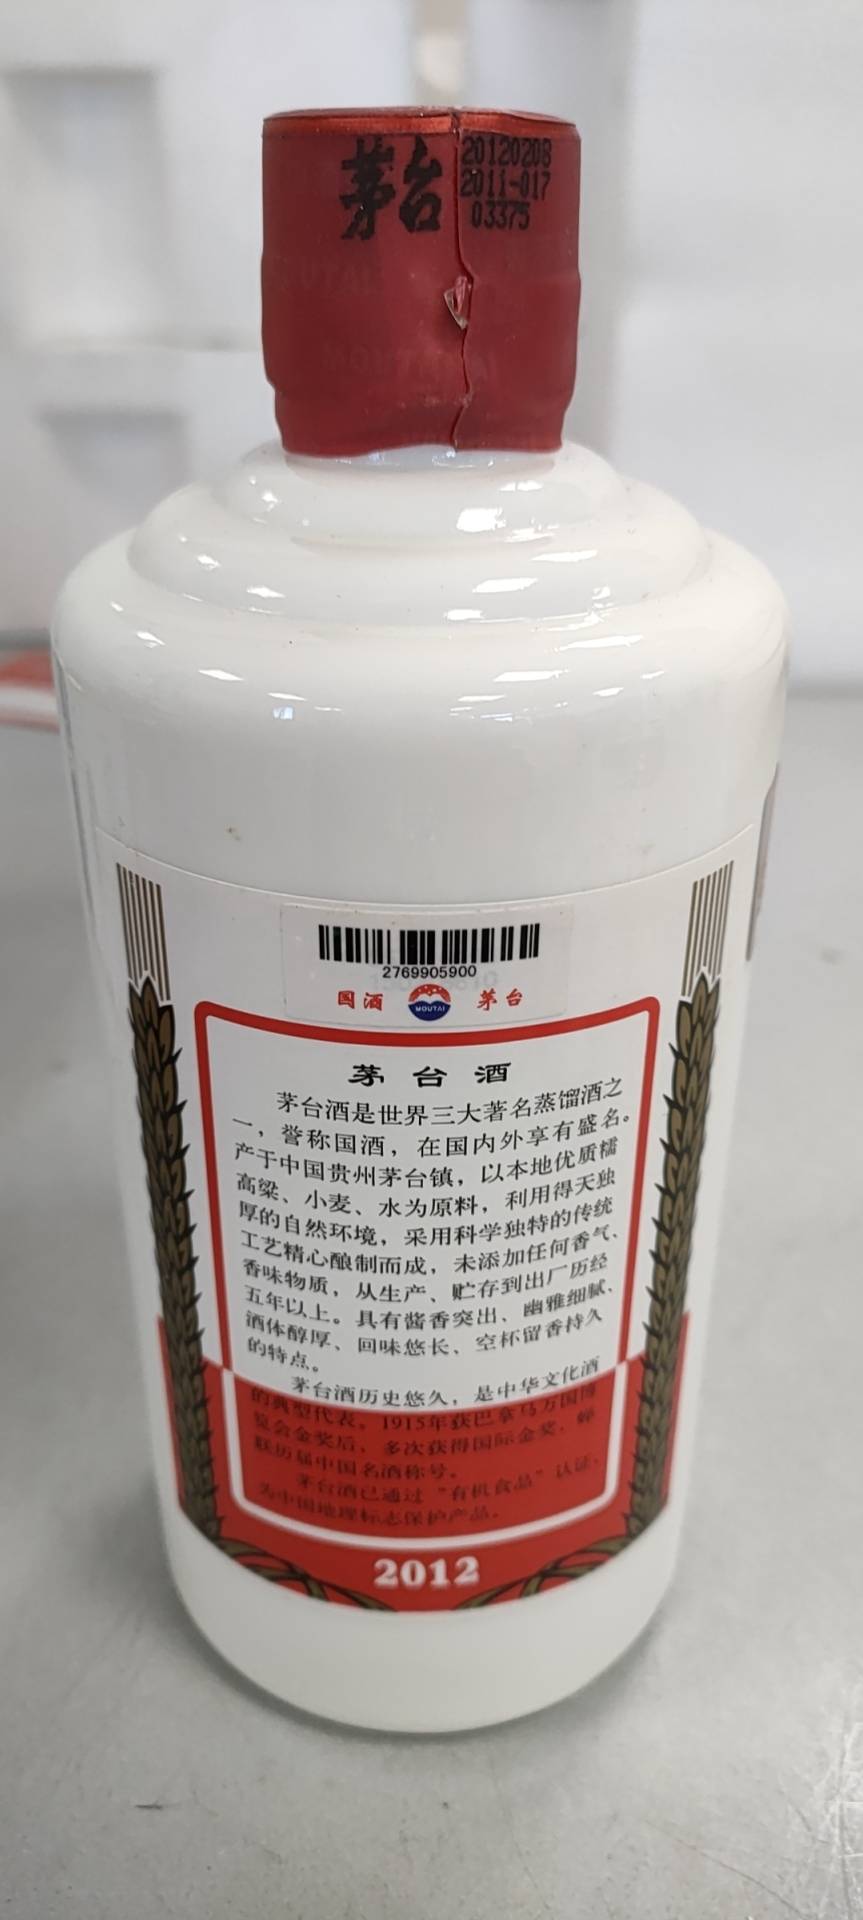 茅台
20120208
2011-017
03375
2769905900
国酒 MOUTAI 茅台
茅台酒
茅台酒是世界三大著名蒸馏酒之
一，誉称国酒，在国内外享有盛名。
产于中国贵州茅台镇，以本地优质糯
高粱、小麦、水为原料，利用得天独
厚的自然环境，采用科学独特的传统
工艺精心酿制而成，未添加任何香气、
香味物质，从生产、贮存到出厂历经
五年以上。具有酱香突出、幽雅细腻、
酒体醇厚、回味悠长、空杯留香持久
的特点。
茅台酒历史悠久，是中华文化酒
的典型代表。1915年获巴拿马万国博
览会金奖后，多次获得国际金奖，蝉
联历届中国名酒称号。
茅台酒已通过“有机食品”认证，
为中国地理标志保护产品。
2012